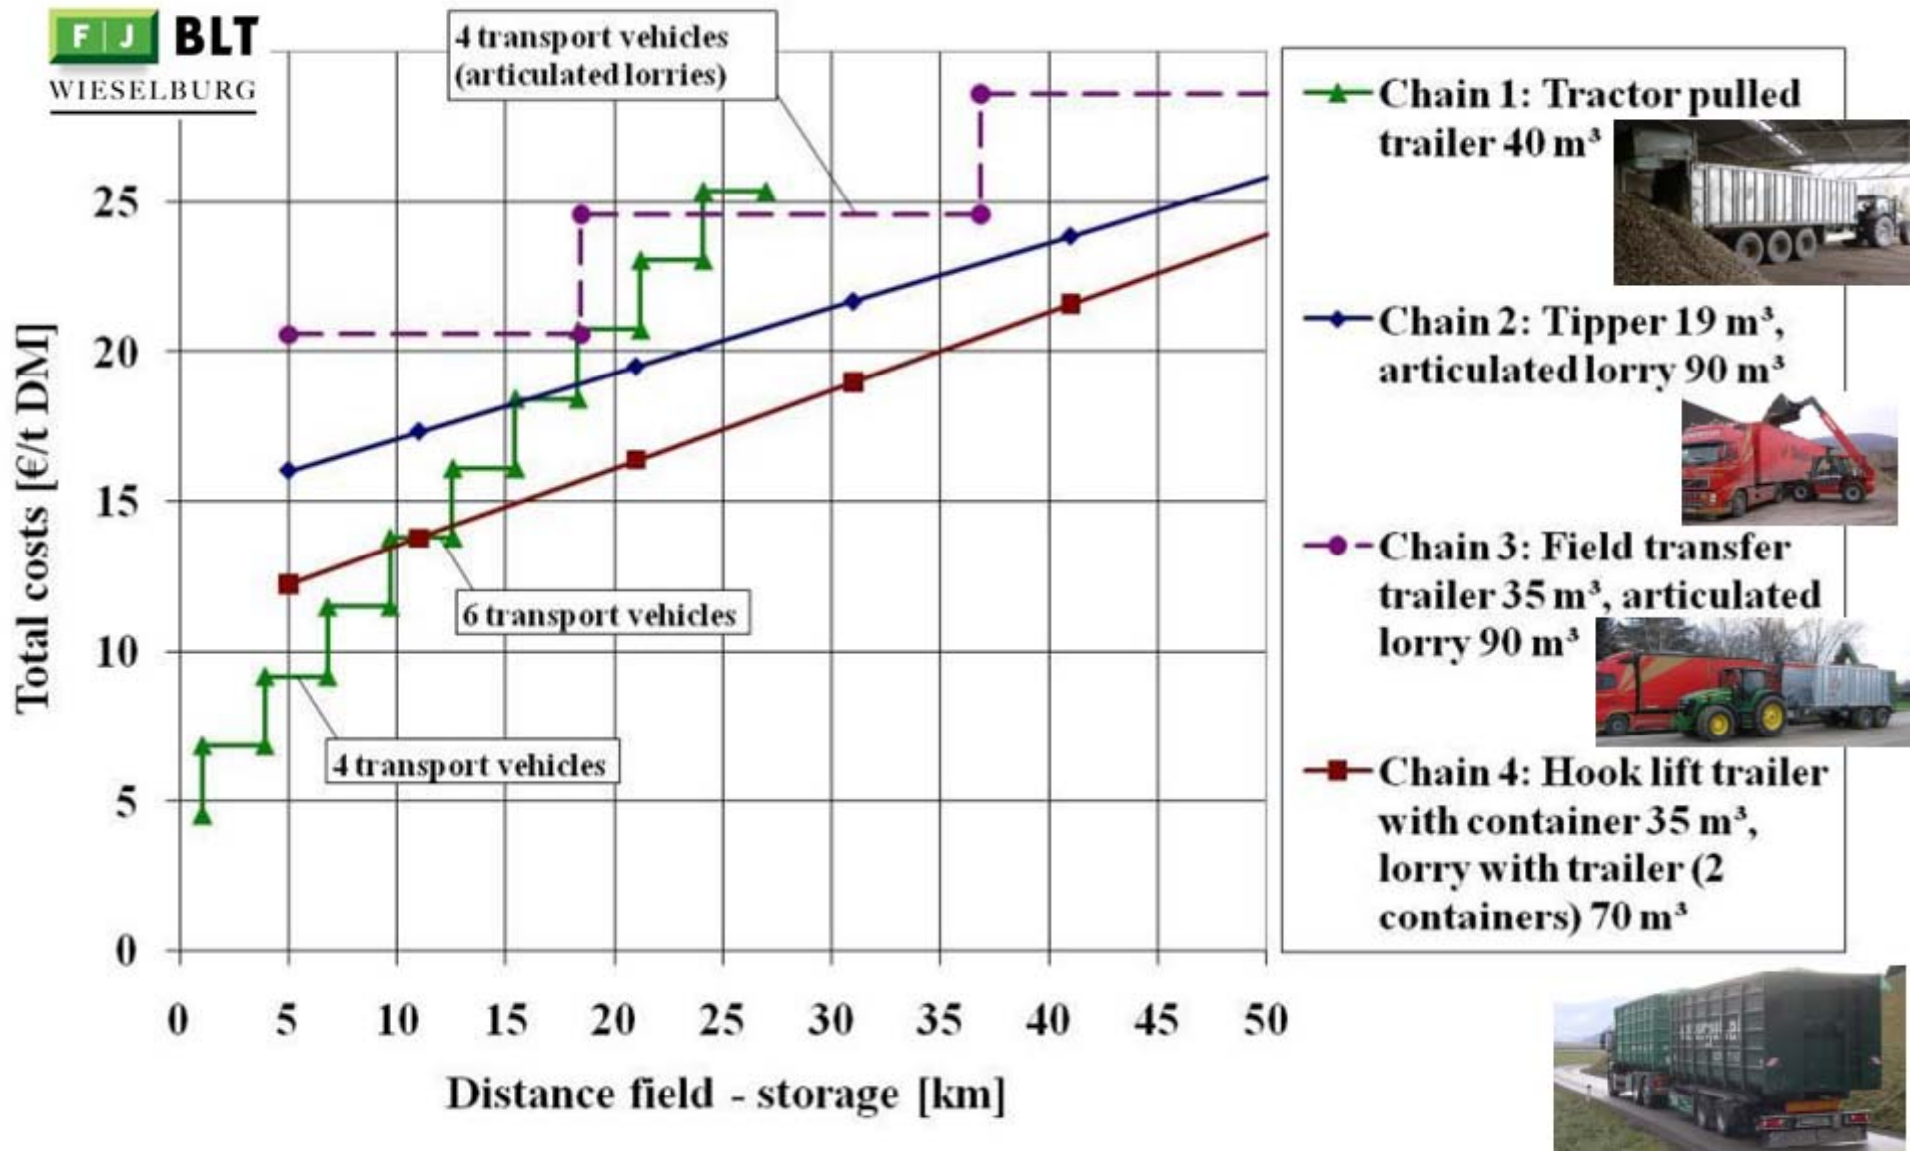 F J BLT
WIESELBURG
4 transport vehicles
(articulated lorries)
Total costs [€/t DM]
25
20
15
10
5
0
6 transport vehicles
4 transport vehicles
0 5 10 15 20 25 30 35 40 45 50
Distance field - storage [km]
Chain 1: Tractor pulled
trailer 40 m³
Chain 2: Tipper 19 m³,
articulated lorry 90 m³
Chain 3: Field transfer
trailer 35 m³, articulated
lorry 90 m³
Chain 4: Hook lift trailer
with container 35 m³,
lorry with trailer (2
containers) 70 m³